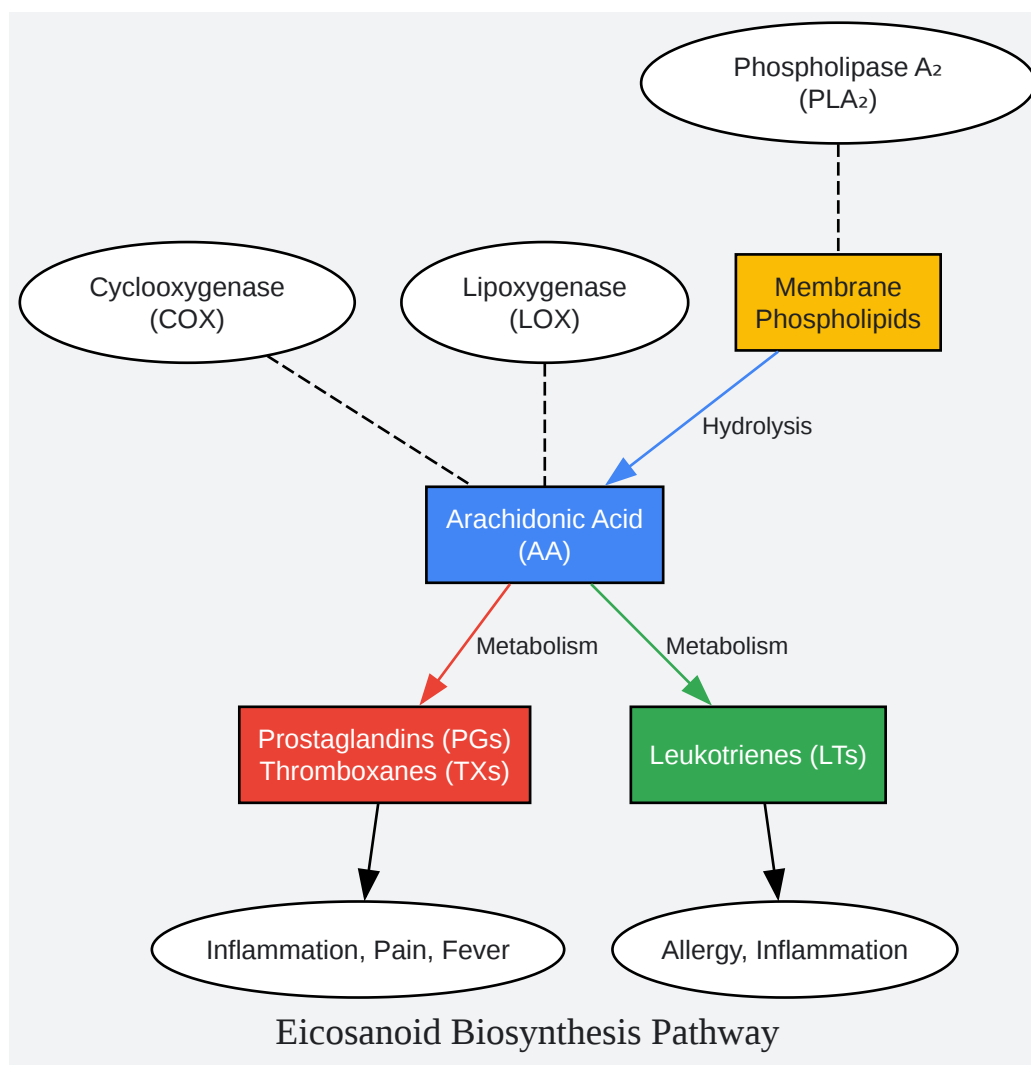 Phospholipase A₂
(PLA₂)
Cyclooxygenase
(COX)
Lipoxygenase
(LOX)
Membrane
Phospholipids
Hydrolysis
Arachidonic Acid
(AA)
Metabolism
Metabolism
Prostaglandins (PGs)
Thromboxanes (TXs)
Leukotrienes (LTs)
Inflammation, Pain, Fever
Allergy, Inflammation
Eicosanoid Biosynthesis Pathway